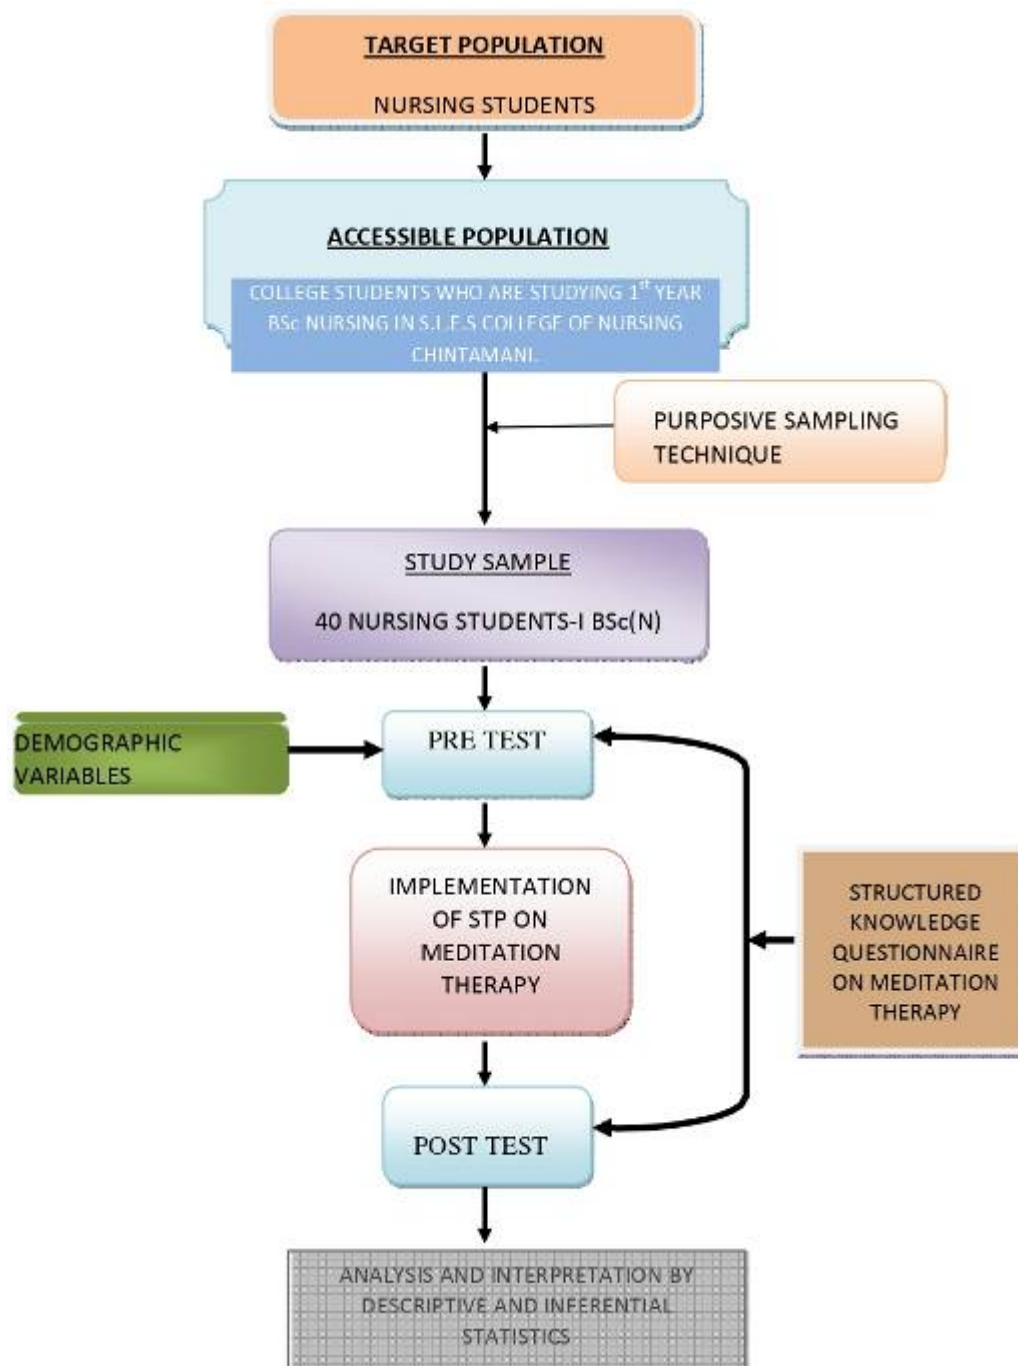 TARGET POPULATION
NURSING STUDENTS
ACCESSIBLE POPULATION
COLLEGE STUDENTS WHO ARE STUDYING 1st YEAR
BSc NURSING IN S.L.E.S COLLEGE OF NURSING
CHINTAMANI.
PURPOSIVE SAMPLING
TECHNIQUE
STUDY SAMPLE
40 NURSING STUDENTS-I BSc(N)
DEMOGRAPHIC
VARIABLES
PRE TEST
IMPLEMENTATION
OF STP ON
MEDITATION
THERAPY
STRUCTURED
KNOWLEDGE
QUESTIONNAIRE
ON MEDITATION
THERAPY
POST TEST
ANALYSIS AND INTERPRETATION BY
DESCRIPTIVE AND INFERENTIAL
STATISTICS